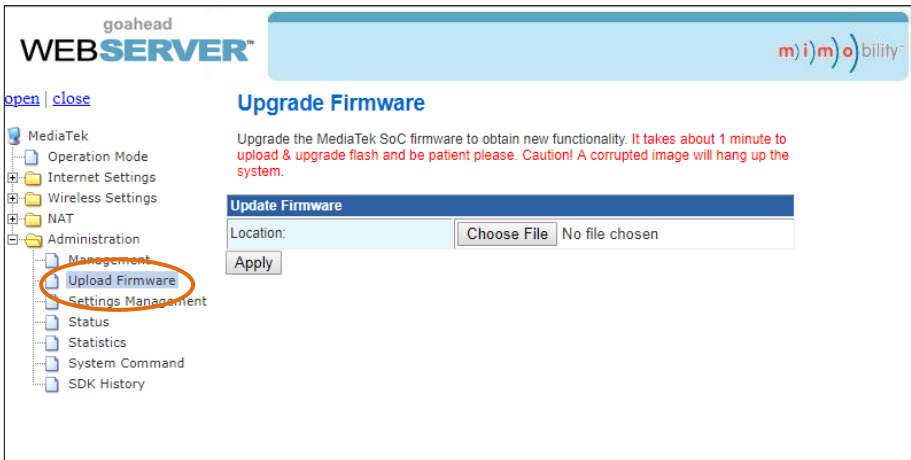 goahead
WEBSERVER™
m)i)m)o)bility™
open | close
MediaTek
Operation Mode
Internet Settings
Wireless Settings
NAT
Administration
Management
Upload Firmware
Settings Management
Status
Statistics
System Command
SDK History
Upgrade Firmware
Upgrade the MediaTek SoC firmware to obtain new functionality. It takes about 1 minute to
upload & upgrade flash and be patient please. Caution! A corrupted image will hang up the
system.
Update Firmware
Location: Choose File No file chosen
Apply